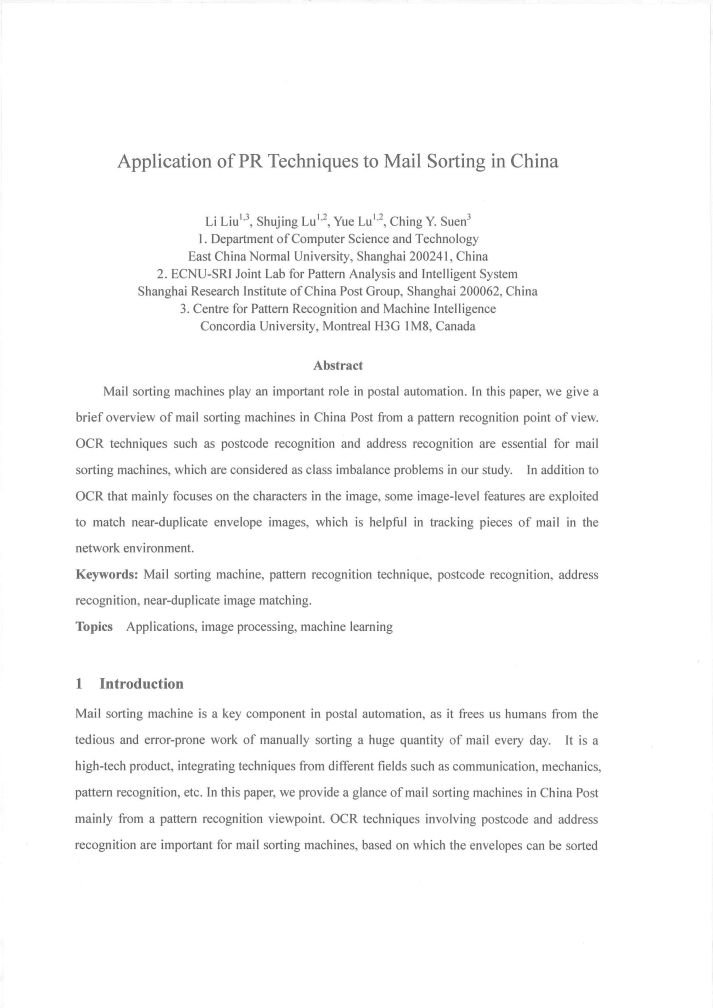 Application of PR Techniques to Mail Sorting in China
Li Liu1,3, Shujing Lu1,2, Yue Lu1,2, Ching Y. Suen3
1. Department of Computer Science and Technology
East China Normal University, Shanghai 200241, China
2. ECNU-SRI Joint Lab for Pattern Analysis and Intelligent System
Shanghai Research Institute of China Post Group, Shanghai 200062, China
3. Centre for Pattern Recognition and Machine Intelligence
Concordia University, Montreal H3G 1M8, Canada
Abstract
Mail sorting machines play an important role in postal automation. In this paper, we give a
brief overview of mail sorting machines in China Post from a pattern recognition point of view.
OCR techniques such as postcode recognition and address recognition are essential for mail
sorting machines, which are considered as class imbalance problems in our study. In addition to
OCR that mainly focuses on the characters in the image, some image-level features are exploited
to match near-duplicate envelope images, which is helpful in tracking pieces of mail in the
network environment.
Keywords: Mail sorting machine, pattern recognition technique, postcode recognition, address
recognition, near-duplicate image matching.
Topics Applications, image processing, machine learning
1 Introduction
Mail sorting machine is a key component in postal automation, as it frees us humans from the
tedious and error-prone work of manually sorting a huge quantity of mail every day. It is a
high-tech product, integrating techniques from different fields such as communication, mechanics,
pattern recognition, etc. In this paper, we provide a glance of mail sorting machines in China Post
mainly from a pattern recognition viewpoint. OCR techniques involving postcode and address
recognition are important for mail sorting machines, based on which the envelopes can be sorted